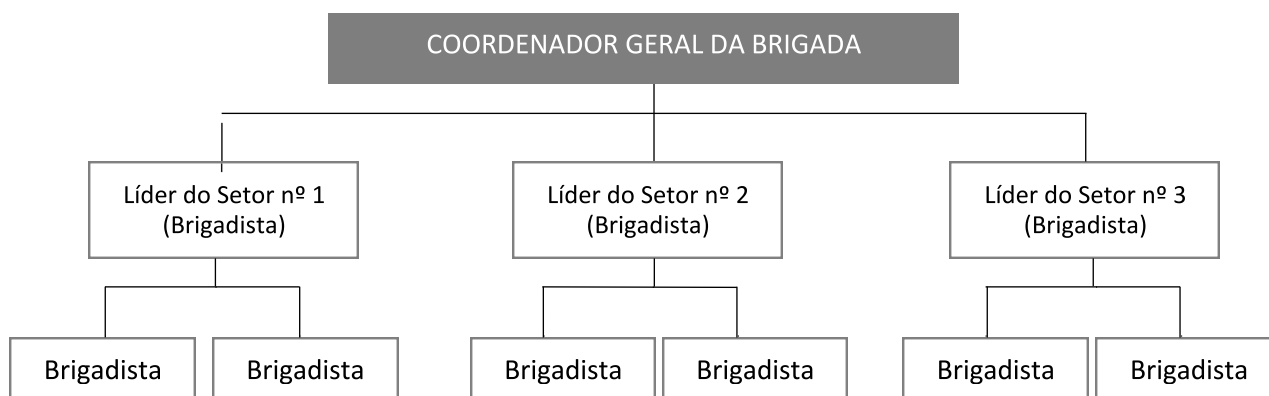 COORDENADOR GERAL DA BRIGADA
Líder do Setor nº 1
(Brigadista)
Líder do Setor nº 2
(Brigadista)
Líder do Setor nº 3
(Brigadista)
Brigadista
Brigadista
Brigadista
Brigadista
Brigadista
Brigadista